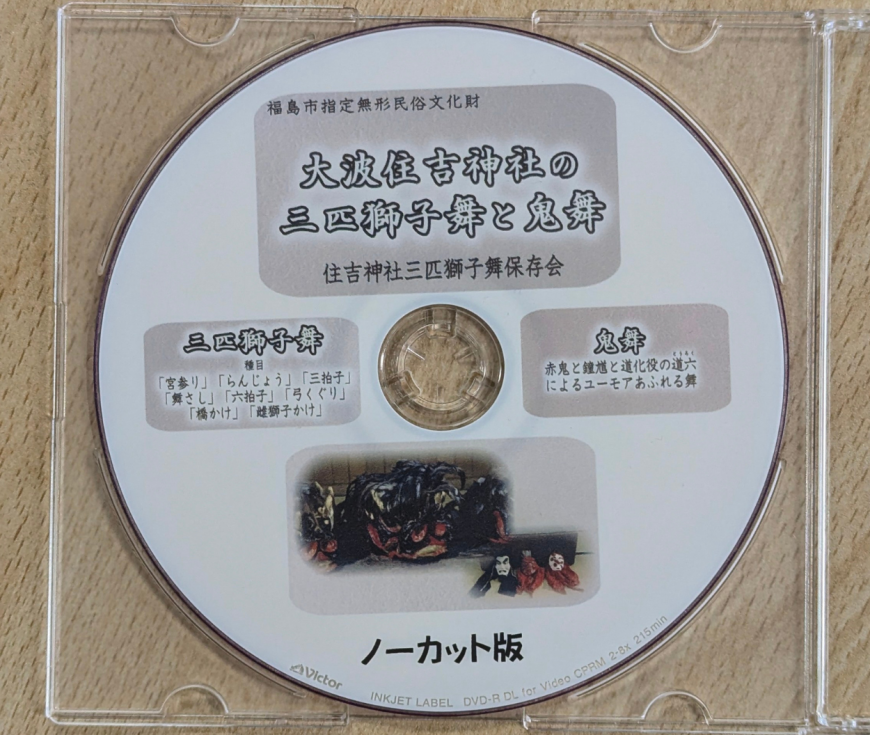 福島市指定無形民俗文化財
大波住吉神社の
三匹獅子舞と鬼舞
住吉神社三匹獅子舞保存会
三匹獅子舞
種目
「宮参り」「らんじょう」「三拍子」
「舞さし」「六拍子」「弓くぐり」
「橋かけ」「雌獅子かけ」
鬼舞
どうろく
赤鬼と鐘馗と道化役の道六
によるユーモアあふれる舞
ノーカット版
Victor
INKJET LABEL DVD-R DL for Video CPRM 2-8x 215min